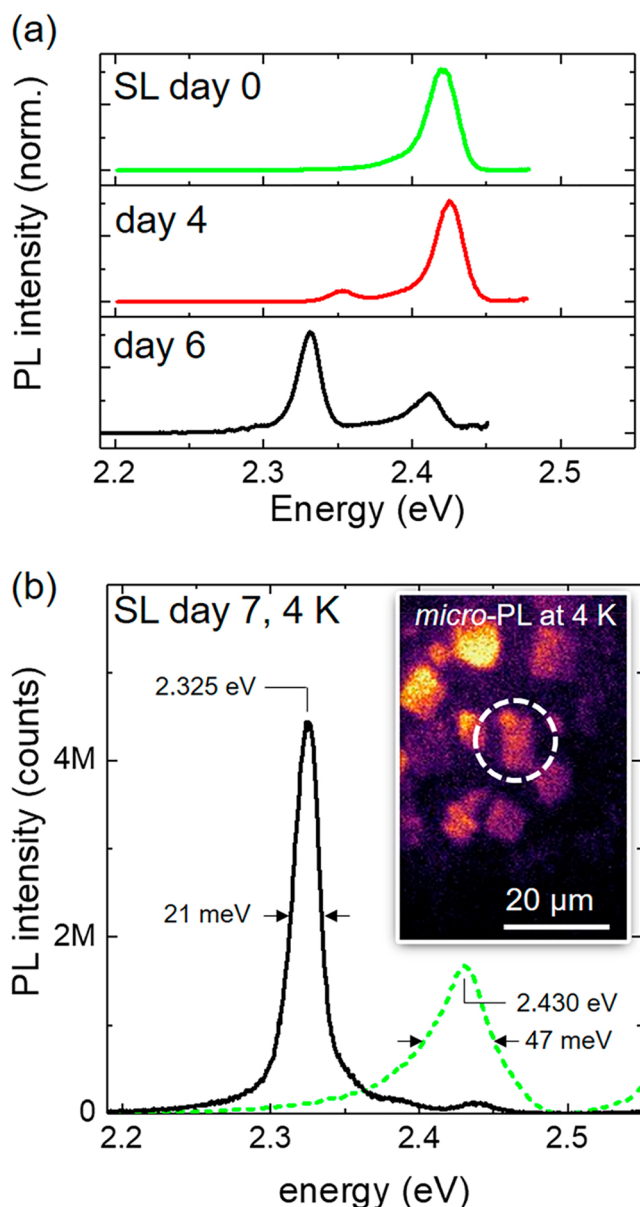 (a)
SL day 0
day 4
day 6
PL intensity (norm.)
2.2 2.3 2.4 2.5
Energy (eV)
(b)
SL day 7, 4 K
micro-PL at 4 K
2.325 eV
4M
21 meV
20 µm
2M
2.430 eV
47 meV
0
PL intensity (counts)
2.2 2.3 2.4 2.5
energy (eV)